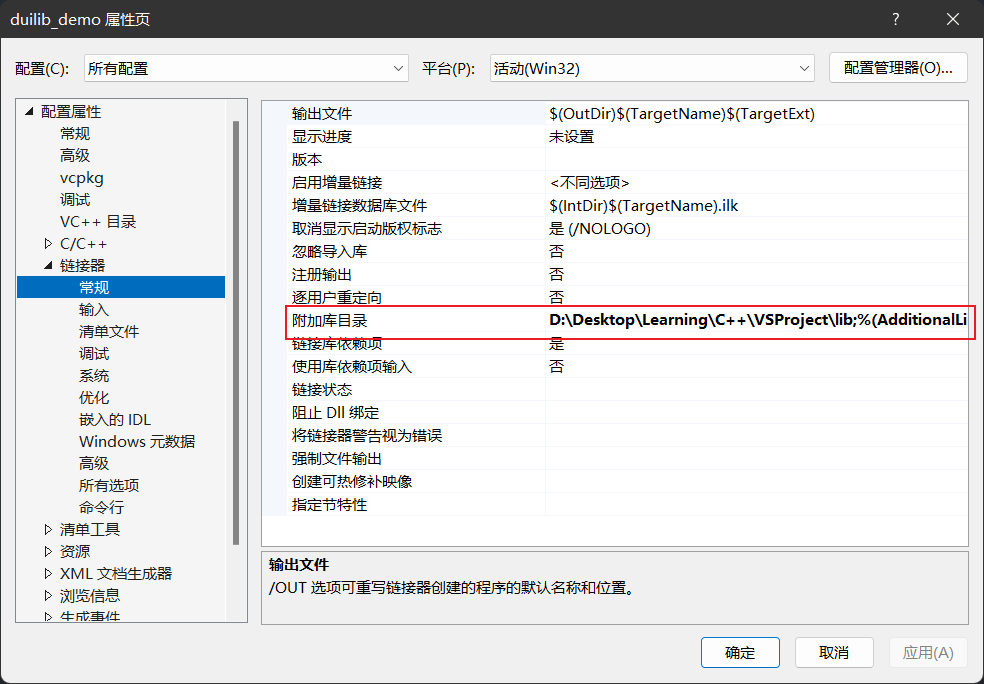 duilib_demo 属性页
配置(C): 所有配置 平台(P): 活动(Win32) 配置管理器(O)...
配置属性
常规
高级
vcpkg
调试
VC++ 目录
C/C++
链接器
常规
输入
清单文件
调试
系统
优化
嵌入的 IDL
Windows 元数据
高级
所有选项
命令行
清单工具
资源
XML 文档生成器
浏览信息
生成事件
输出文件 $(OutDir)$(TargetName)$(TargetExt)
显示进度 未设置
版本
启用增量链接 <不同选项>
增量链接数据库文件 $(IntDir)$(TargetName).ilk
取消显示启动版权标志 是 (/NOLOGO)
忽略导入库 否
注册输出 否
逐用户重定向 否
附加库目录 D:\Desktop\Learning\C++\VSProject\lib;%(AdditionalLi
链接库依赖项 是
使用库依赖项输入 否
链接状态
阻止 Dll 绑定
将链接器警告视为错误
强制文件输出
创建可热修补映像
指定节特性
输出文件
/OUT 选项可重写链接器创建的程序的默认名称和位置。
确定 取消 应用(A)